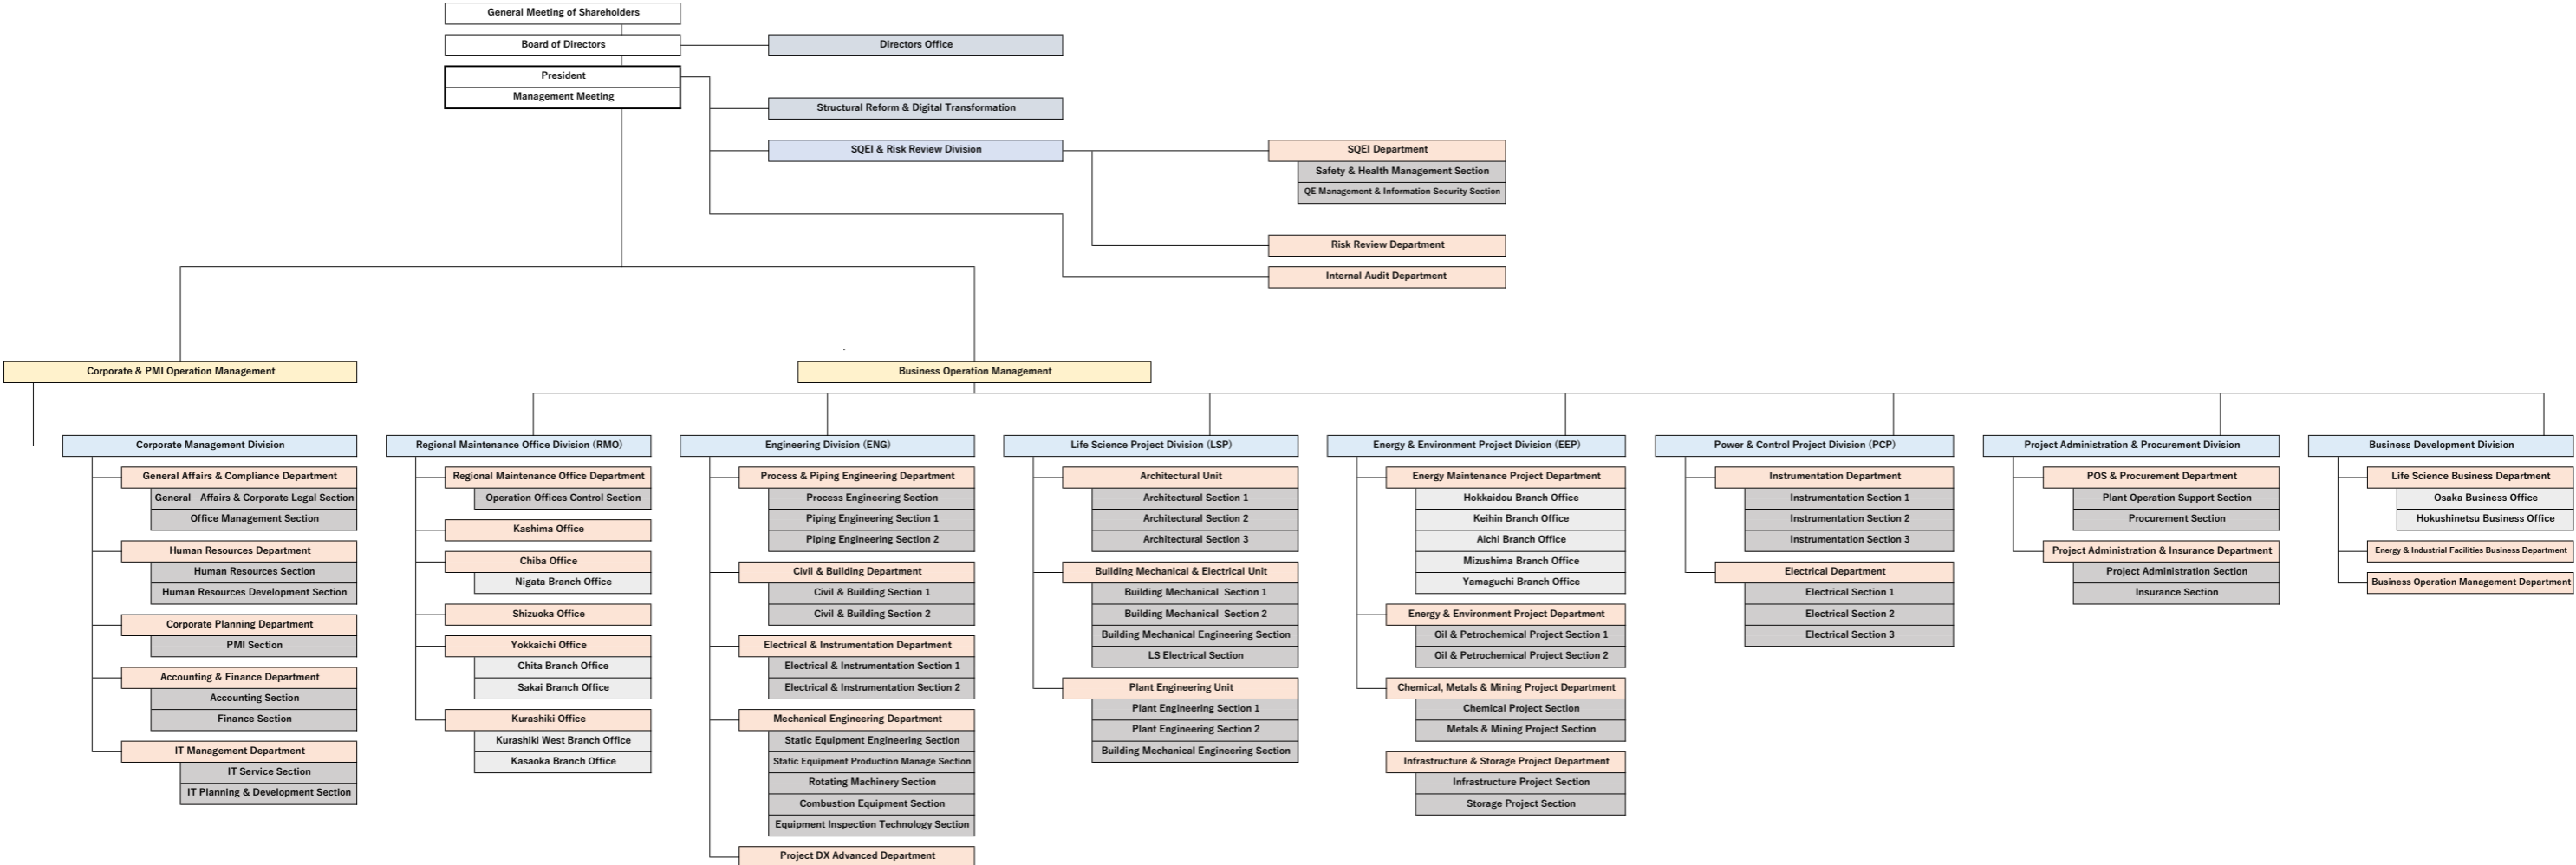 General Meeting of Shareholders
Board of Directors
Directors Office
President
Management Meeting
Structural Reform & Digital Transformation
SQEI & Risk Review Division
SQEI Department
Safety & Health Management Section
QE Management & Information Security Section
Risk Review Department
Internal Audit Department
Corporate & PMI Operation Management
Business Operation Management
Corporate Management Division
General Affairs & Compliance Department
General Affairs & Corporate Legal Section
Office Management Section
Human Resources Department
Human Resources Section
Human Resources Development Section
Corporate Planning Department
PMI Section
Accounting & Finance Department
Accounting Section
Finance Section
IT Management Department
IT Service Section
IT Planning & Development Section
Regional Maintenance Office Division (RMO)
Regional Maintenance Office Department
Operation Offices Control Section
Kashima Office
Chiba Office
Nigata Branch Office
Shizuoka Office
Yokkaichi Office
Chita Branch Office
Sakai Branch Office
Kurashiki Office
Kurashiki West Branch Office
Kasaoka Branch Office
Engineering Division (ENG)
Process & Piping Engineering Department
Process Engineering Section
Piping Engineering Section 1
Piping Engineering Section 2
Civil & Building Department
Civil & Building Section 1
Civil & Building Section 2
Electrical & Instrumentation Department
Electrical & Instrumentation Section 1
Electrical & Instrumentation Section 2
Mechanical Engineering Department
Static Equipment Engineering Section
Static Equipment Production Manage Section
Rotating Machinery Section
Combustion Equipment Section
Equipment Inspection Technology Section
Project DX Advanced Department
Life Science Project Division (LSP)
Architectural Unit
Architectural Section 1
Architectural Section 2
Architectural Section 3
Building Mechanical & Electrical Unit
Building Mechanical Section 1
Building Mechanical Section 2
Building Mechanical Engineering Section
LS Electrical Section
Plant Engineering Unit
Plant Engineering Section 1
Plant Engineering Section 2
Building Mechanical Engineering Section
Energy & Environment Project Division (EEP)
Energy Maintenance Project Department
Hokkaidou Branch Office
Keihin Branch Office
Aichi Branch Office
Mizushima Branch Office
Yamaguchi Branch Office
Energy & Environment Project Department
Oil & Petrochemical Project Section 1
Oil & Petrochemical Project Section 2
Chemical, Metals & Mining Project Department
Chemical Project Section
Metals & Mining Project Section
Infrastructure & Storage Project Department
Infrastructure Project Section
Storage Project Section
Power & Control Project Division (PCP)
Instrumentation Department
Instrumentation Section 1
Instrumentation Section 2
Instrumentation Section 3
Electrical Department
Electrical Section 1
Electrical Section 2
Electrical Section 3
Project Administration & Procurement Division
POS & Procurement Department
Plant Operation Support Section
Procurement Section
Project Administration & Insurance Department
Project Administration Section
Insurance Section
Business Development Division
Life Science Business Department
Osaka Business Office
Hokushinetsu Business Office
Energy & Industrial Facilities Business Department
Business Operation Management Department